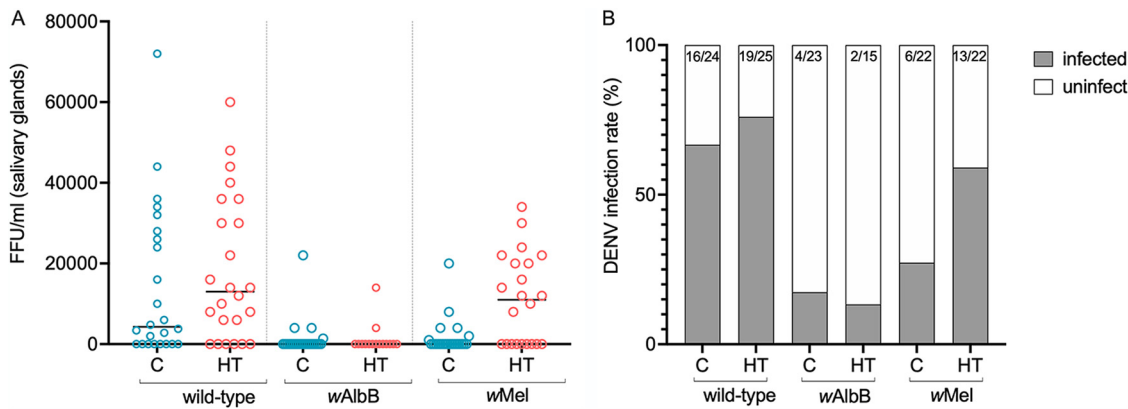 A
FFU/ml (salivary glands)
80000
60000
40000
20000
0
C HT C HT C HT
wild-type wAlbB wMel
B
DENV infection rate (%)
100
50
0
16/24 19/25 4/23 2/15 6/22 13/22
C HT C HT C HT
wild-type wAlbB wMel
infected
uninfect